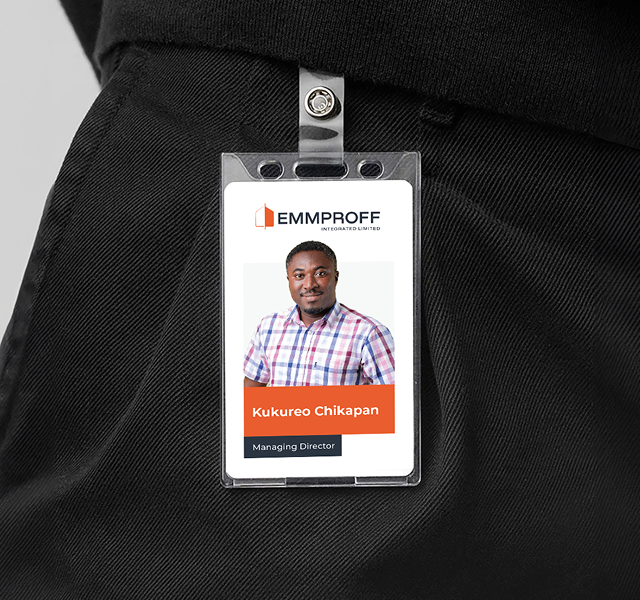 EMMPROFF
INTEGRATED LIMITED
Kukureo Chikapan
Managing Director